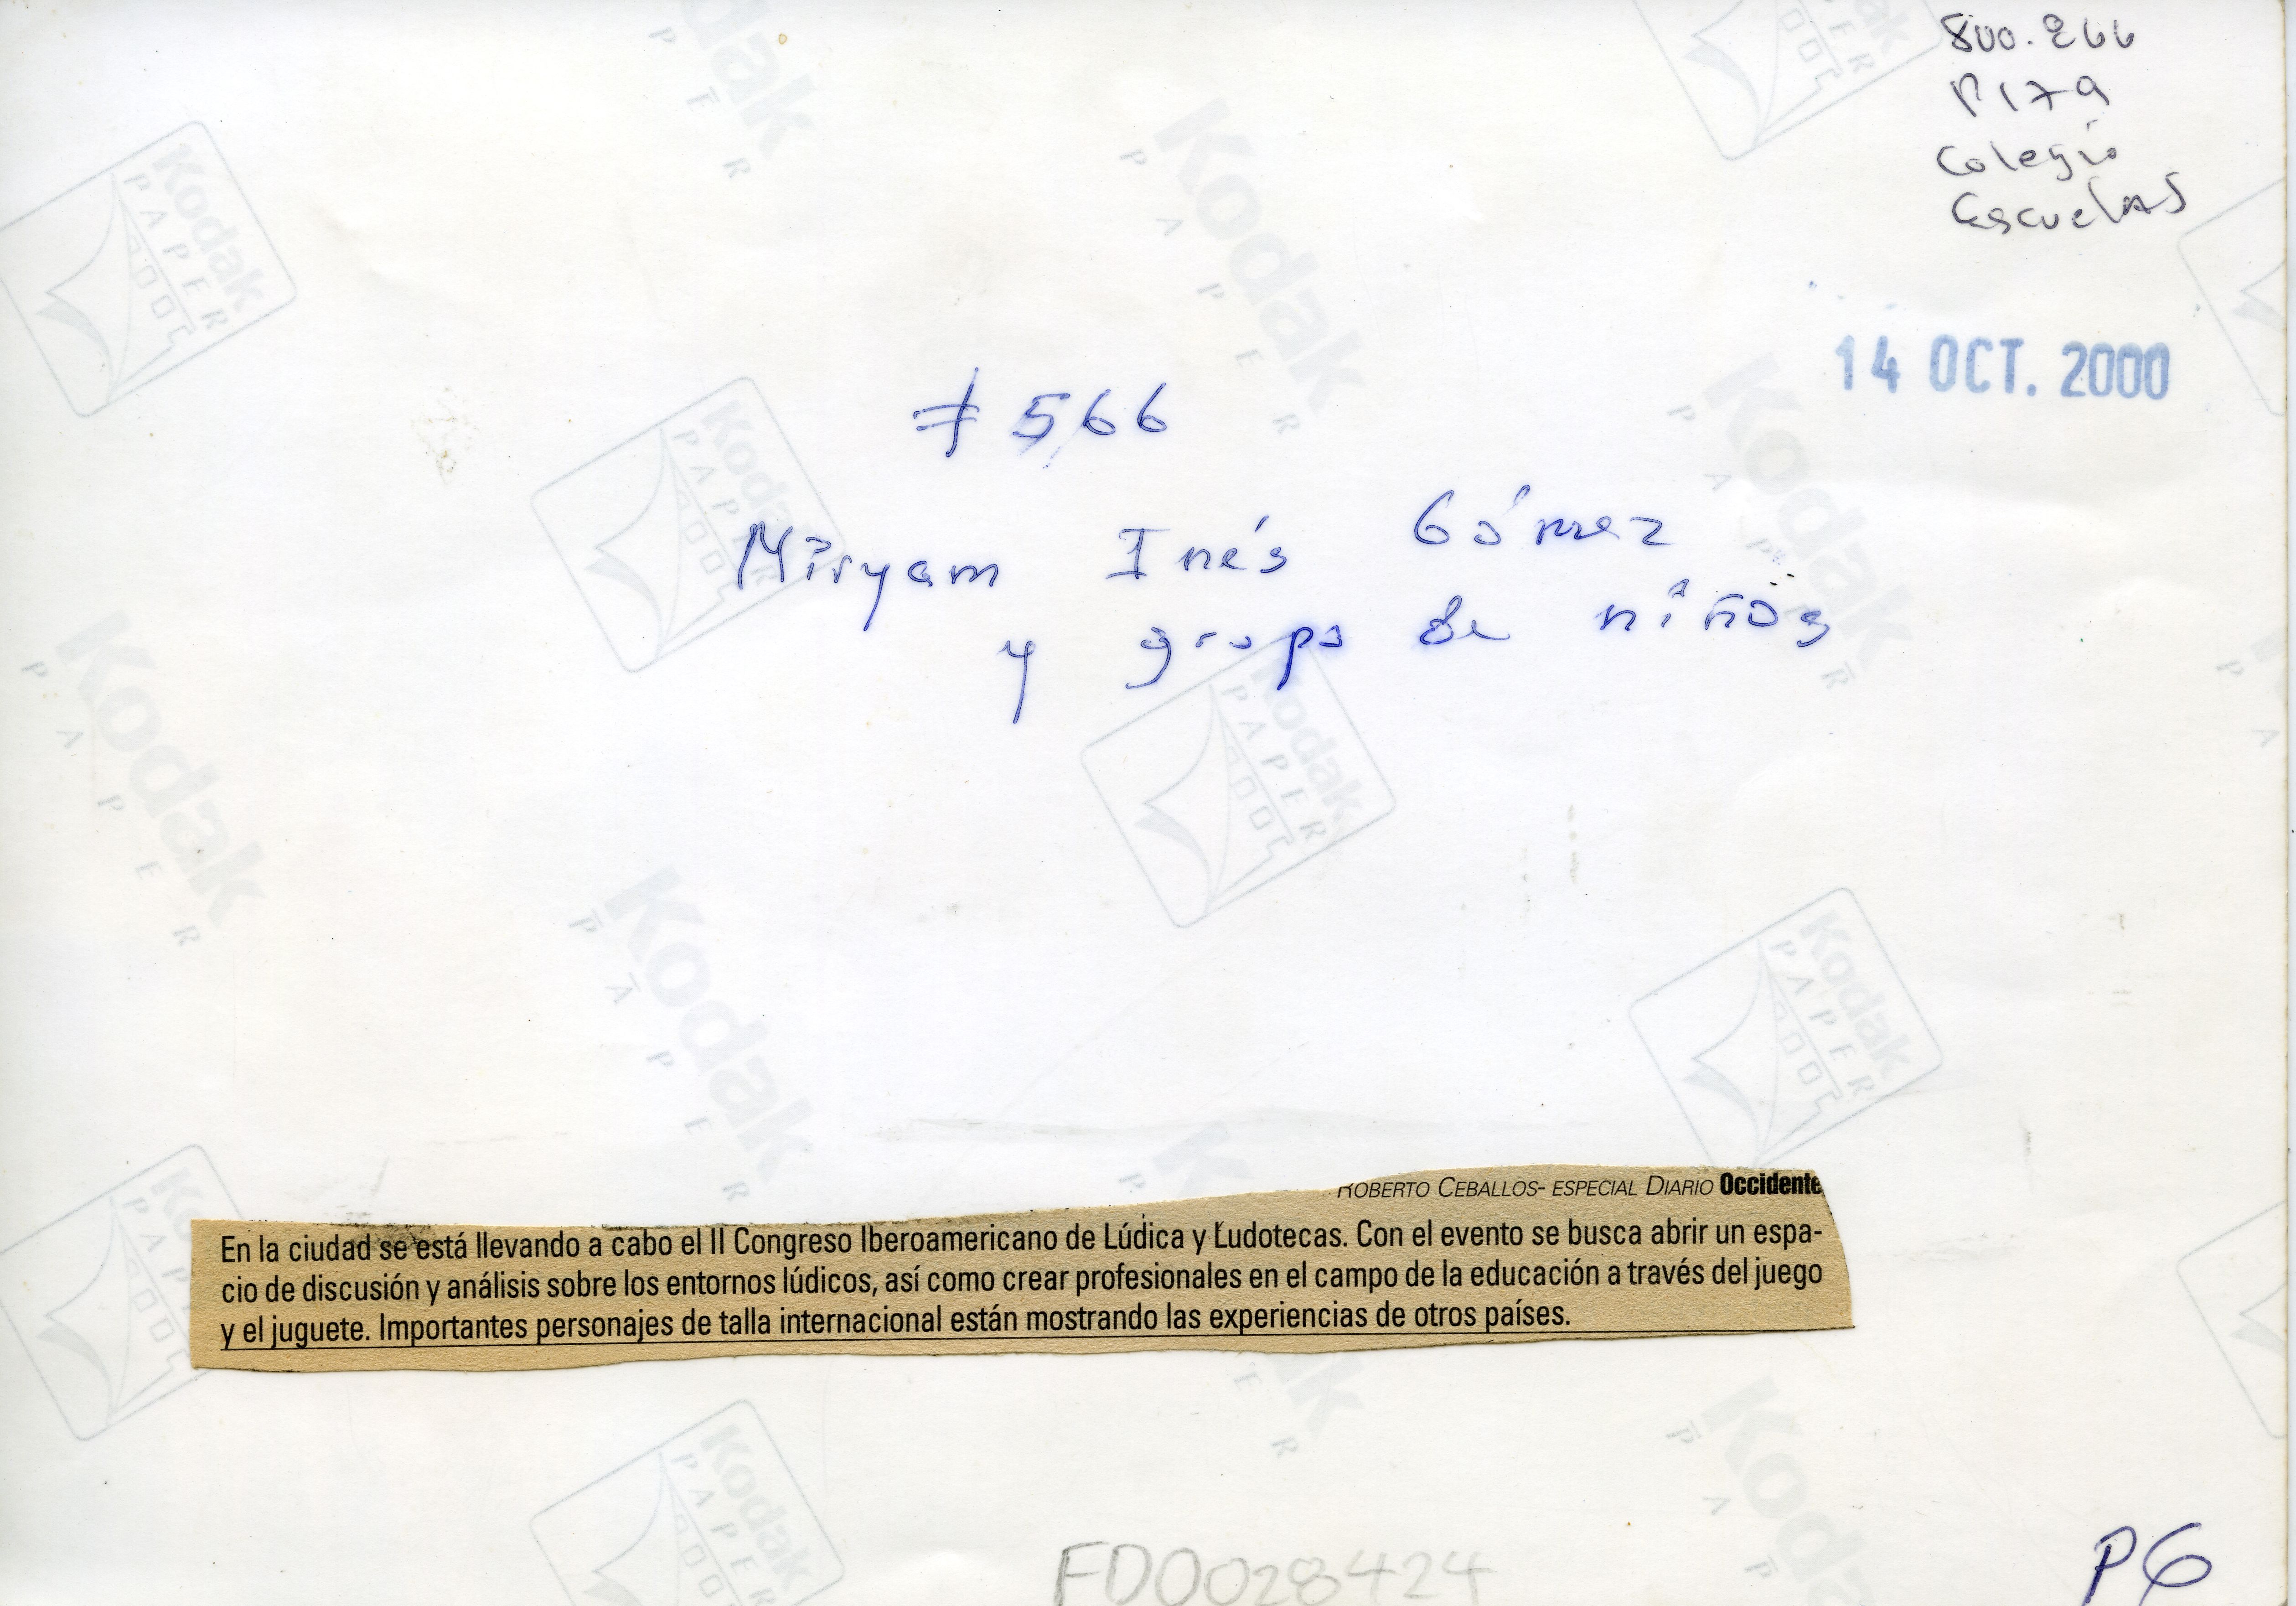 800.266
P179
Colegio
Escuelas
14 OCT. 2000
# 566
Miryam Inés Gómez
y grupo de niños
ROBERTO CEBALLOS- ESPECIAL DIARIO Occidente
En la ciudad se está llevando a cabo el II Congreso Iberoamericano de Lúdica y Ludotecas. Con el evento se busca abrir un espa-
cio de discusión y análisis sobre los entornos lúdicos, así como crear profesionales en el campo de la educación a través del juego
y el juguete. Importantes personajes de talla internacional están mostrando las experiencias de otros países.
FD0028424
P6
Kodak
PAPER